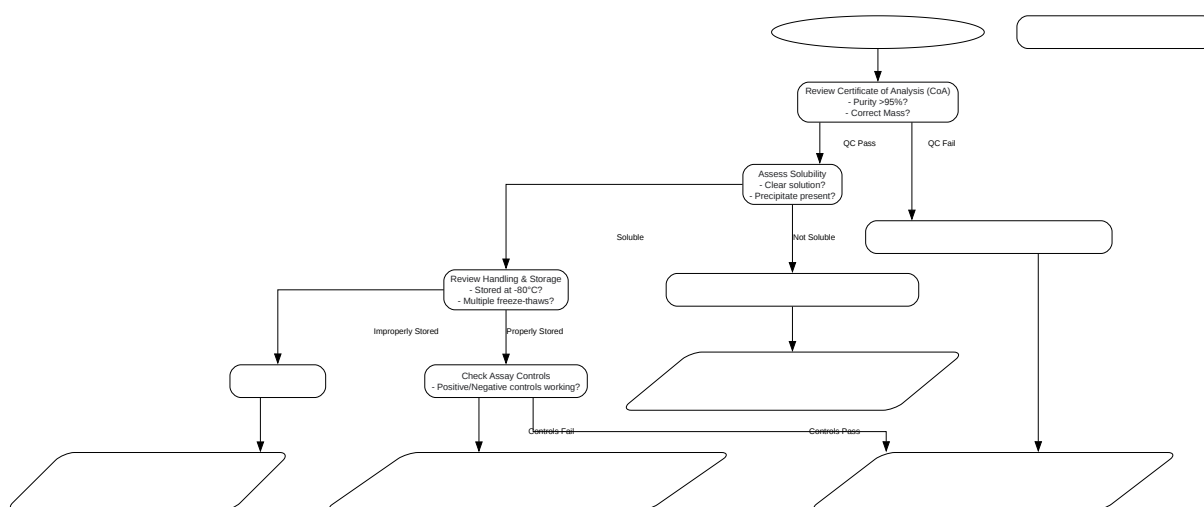 Review Certificate of Analysis (CoA)
- Purity >95%?
- Correct Mass?
QC Pass
QC Fail
Assess Solubility
- Clear solution?
- Precipitate present?
Soluble
Not Soluble
Review Handling & Storage
- Stored at -80°C?
- Multiple freeze-thaws?
Improperly Stored
Properly Stored
Check Assay Controls
- Positive/Negative controls working?
Controls Fail
Controls Pass